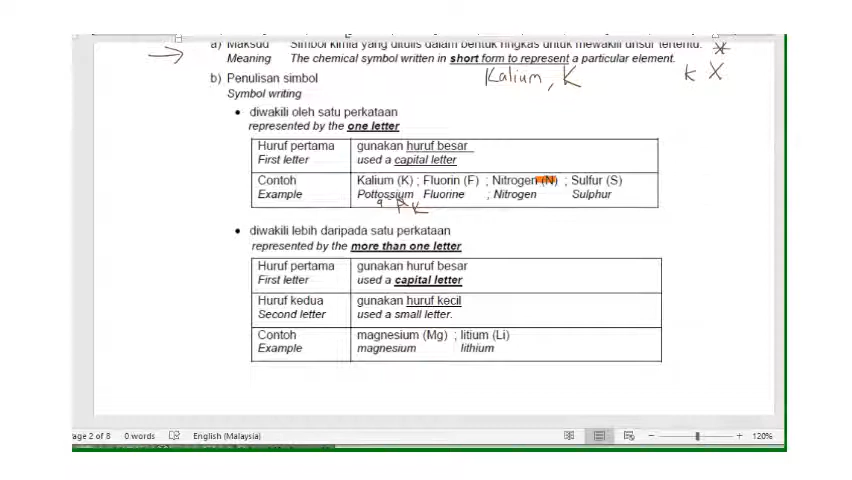 a) Maksud Simbol kimia yang ditulis dalam bentuk ringkas untuk mewakili unsur tertentu.
Meaning The chemical symbol written in short form to represent a particular element.
Kalium, K k X
b) Penulisan simbol
Symbol writing
• diwakili oleh satu perkataan
represented by the one letter
Huruf pertama gunakan huruf besar
First letter used a capital letter
Contoh Kalium (K) ; Fluorin (F) ; Nitrogen (N) ; Sulfur (S)
Example Pottossium Fluorine ; Nitrogen Sulphur
K
• diwakili lebih daripada satu perkataan
represented by the more than one letter
Huruf pertama gunakan huruf besar
First letter used a capital letter
Huruf kedua gunakan huruf kecil
Second letter used a small letter.
Contoh magnesium (Mg) ; litium (Li)
Example magnesium lithium
age 2 of 8 0 words English (Malaysia) 120%